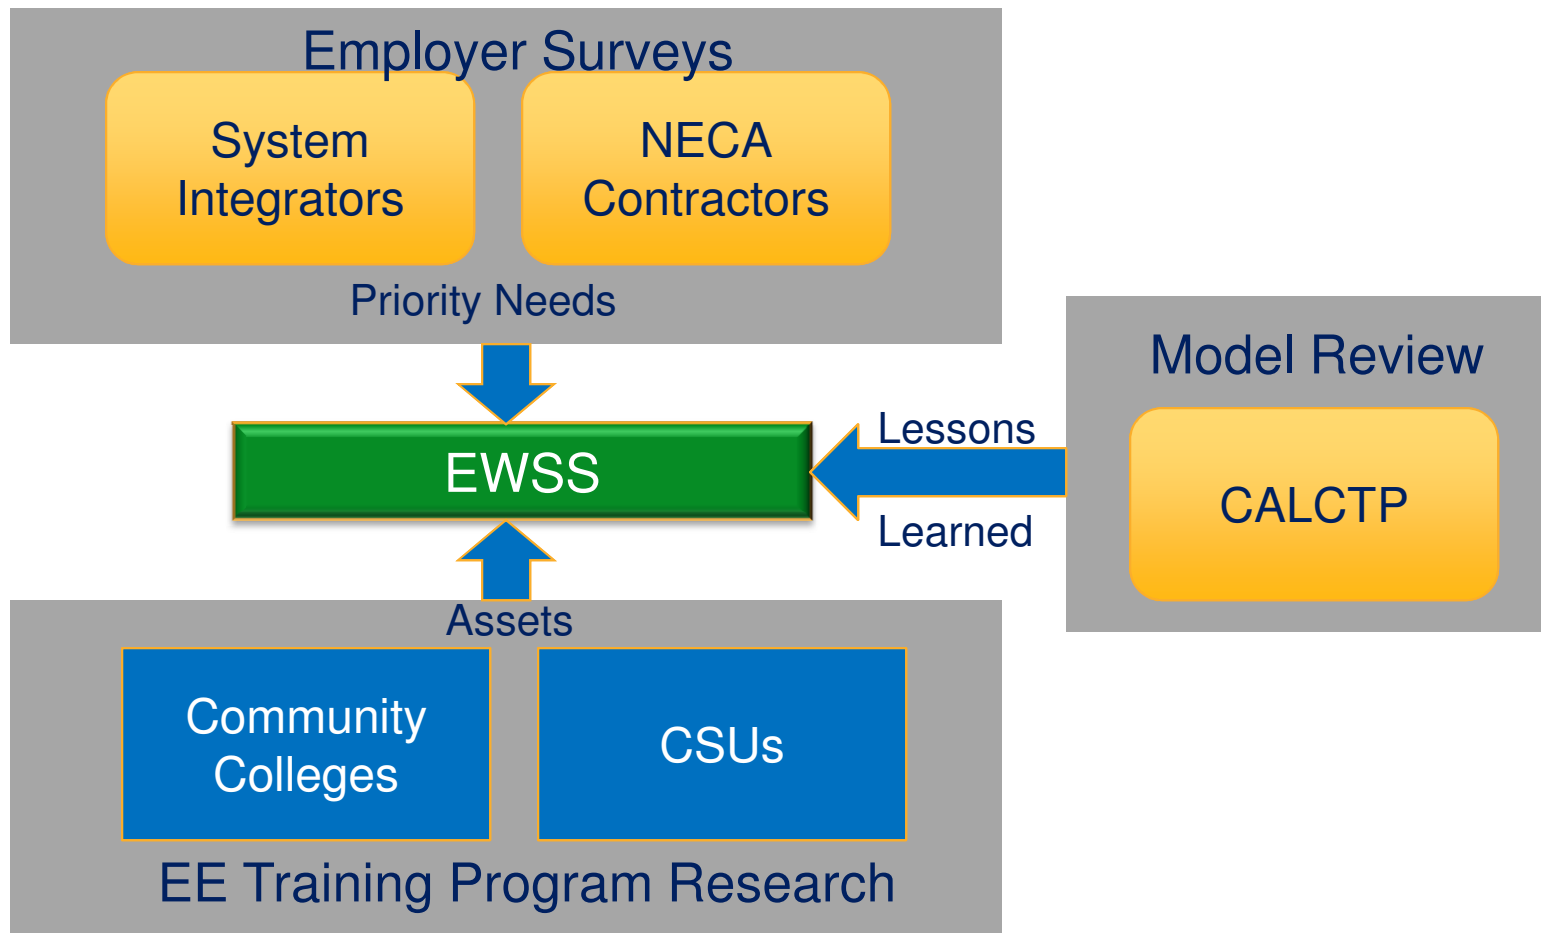 Employer Surveys
System
Integrators
NECA
Contractors
Priority Needs
Model Review
CALCTP
Lessons
Learned
EWSS
Assets
Community
Colleges
CSUs
EE Training Program Research